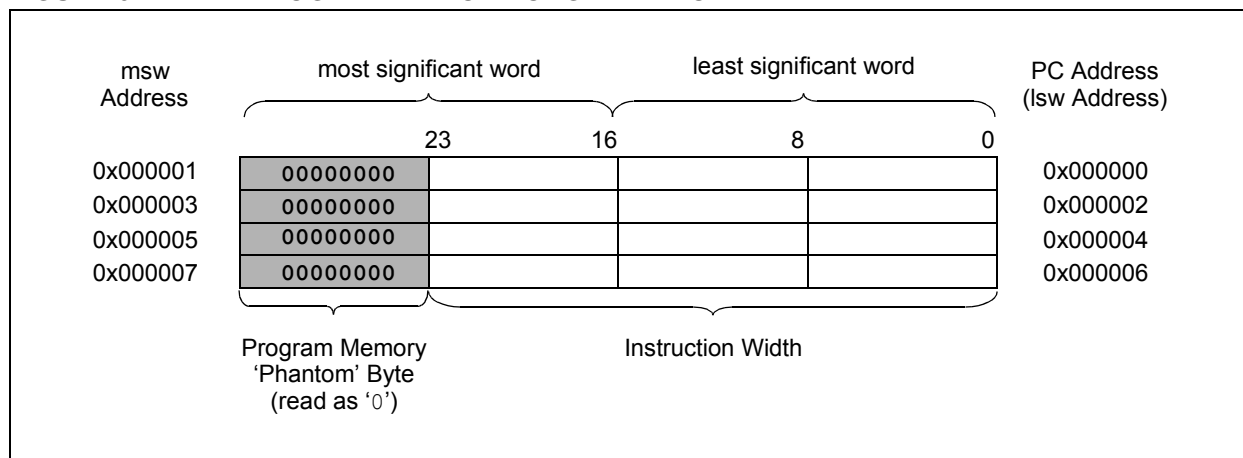 msw
Address
most significant word
least significant word
PC Address
(lsw Address)
23
16
8
0
0x000001
00000000
0x000000
0x000003
00000000
0x000002
0x000005
00000000
0x000004
0x000007
00000000
0x000006
Program Memory
‘Phantom’ Byte
(read as ‘0’)
Instruction Width